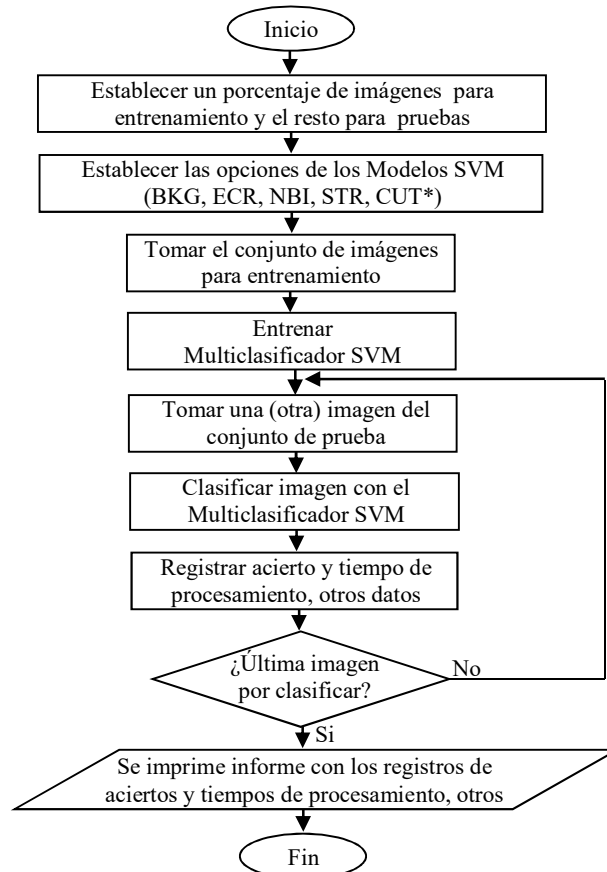 Inicio
Establecer un porcentaje de imágenes para
entrenamiento y el resto para pruebas
Establecer las opciones de los Modelos SVM
(BKG, ECR, NBI, STR, CUT*)
Tomar el conjunto de imágenes
para entrenamiento
Entrenar
Multiclasificador SVM
Tomar una (otra) imagen del
conjunto de prueba
Clasificar imagen con el
Multiclasificador SVM
Registrar acierto y tiempo de
procesamiento, otros datos
¿Última imagen
por clasificar?
No
Si
Se imprime informe con los registros de
aciertos y tiempos de procesamiento, otros
Fin